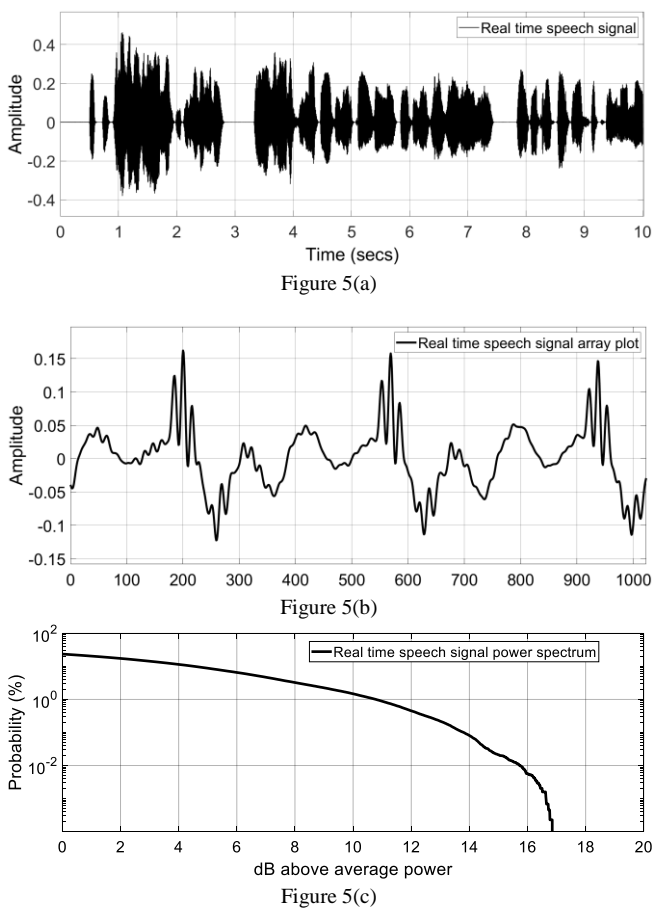 Real time speech signal
0.4
0.2
0
-0.2
-0.4
Amplitude
0 1 2 3 4 5 6 7 8 9 10
Time (secs)
Figure 5(a)
Real time speech signal array plot
0.15
0.1
0.05
0
-0.05
-0.1
-0.15
Amplitude
0 100 200 300 400 500 600 700 800 900 1000
Figure 5(b)
Real time speech signal power spectrum
10²
10⁰
10⁻²
Probability (%)
0 2 4 6 8 10 12 14 16 18 20
dB above average power
Figure 5(c)